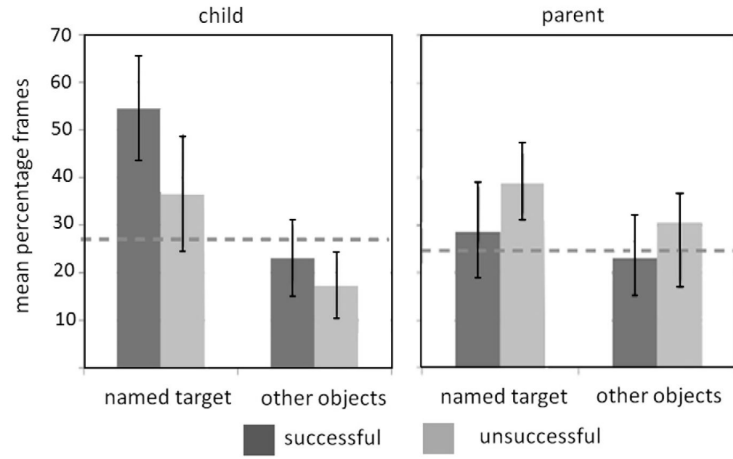 child
parent
mean percentage frames
70
60
50
40
30
20
10
named target
other objects
named target
other objects
successful
unsuccessful